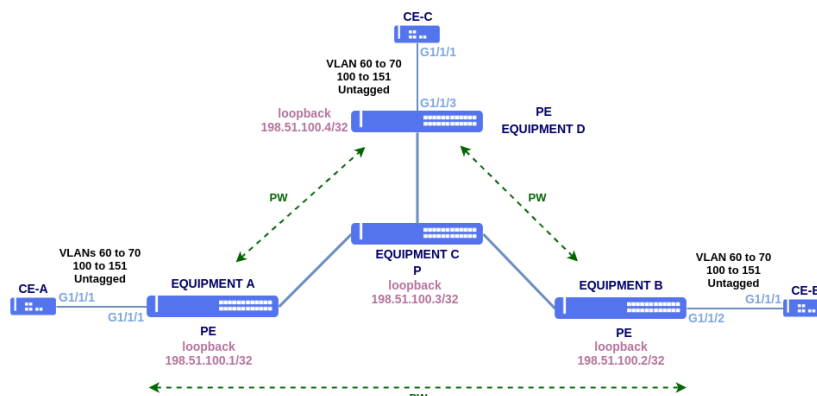 CE-C
G1/1/1
VLAN 60 to 70
100 to 151
Untagged
G1/1/3
loopback
198.51.100.4/32
PE
EQUIPMENT D
PW
PW
EQUIPMENT C
P
loopback
198.51.100.3/32
VLANs 60 to 70
100 to 151
Untagged
CE-A
G1/1/1
G1/1/1
EQUIPMENT A
PE
loopback
198.51.100.1/32
VLAN 60 to 70
100 to 151
Untagged
EQUIPMENT B
G1/1/1
G1/1/2
PE
loopback
198.51.100.2/32